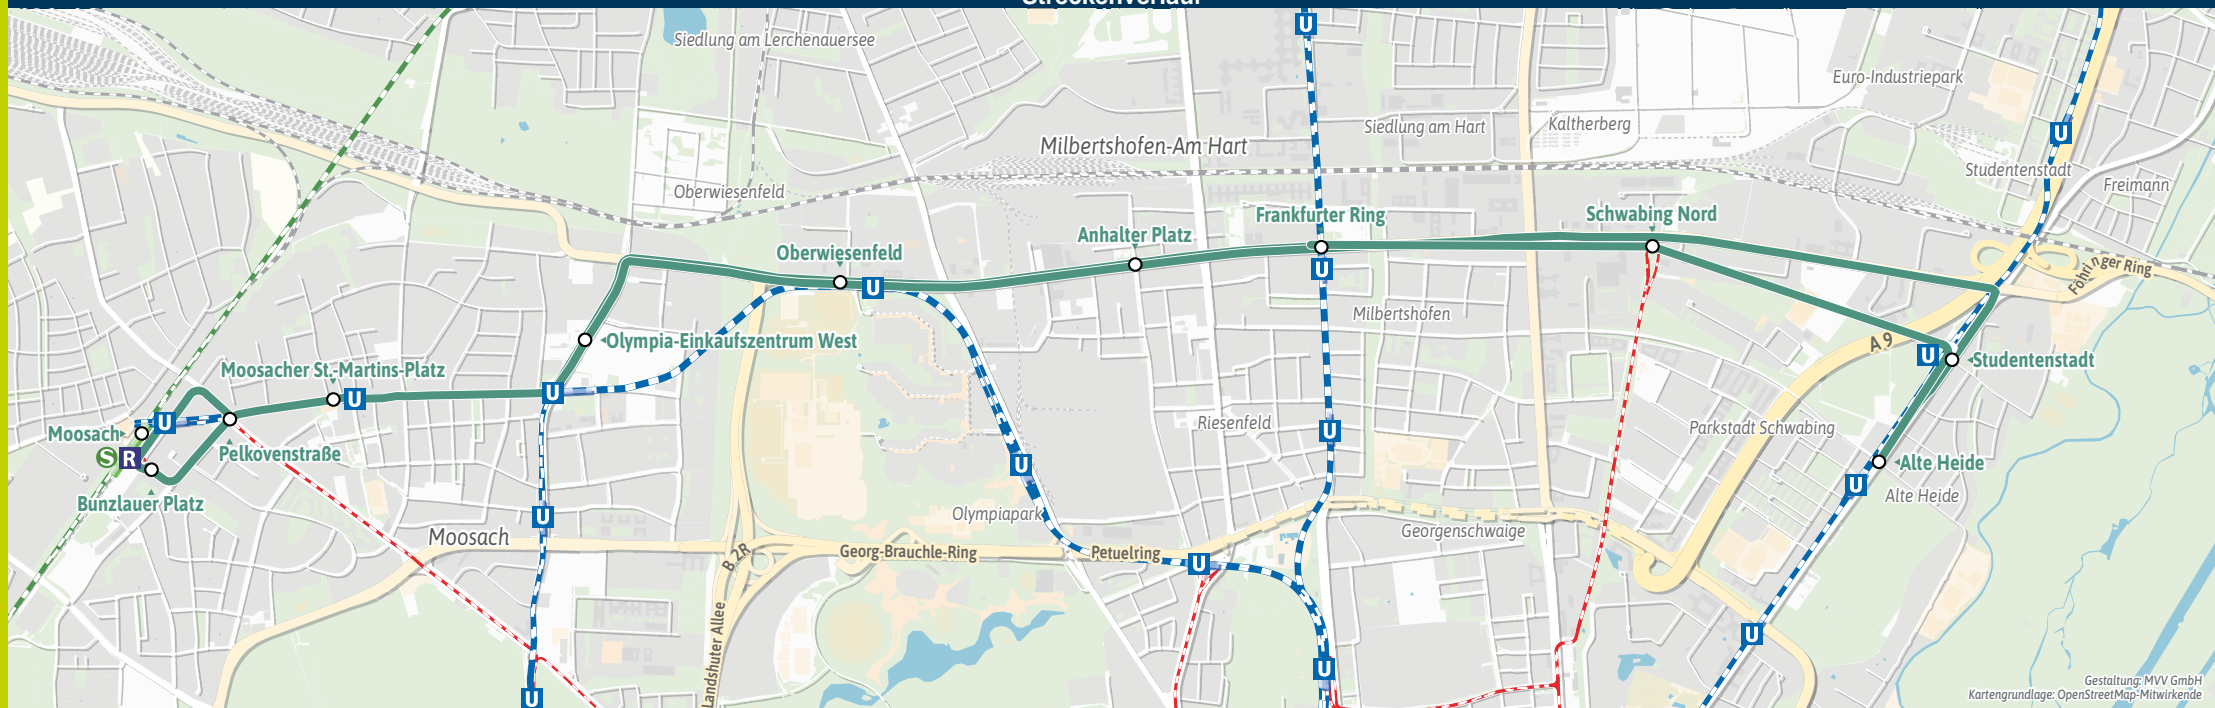 Streckenverlauf
U
Siedlung am Lerchenauersee
Euro-Industriepark
Siedlung am Hart
Kaltherberg
U
Milbertshofen-Am Hart
Studentenstadt
Freimann
Oberwiesenfeld
Frankfurter Ring
Schwabing Nord
Anhalter Platz
Oberwiesenfeld
Föhringer Ring
U
U
Milbertshofen
Olympia-Einkaufszentrum West
A 9
U
Studentenstadt
Moosacher St.-Martins-Platz
U
U
U
Moosach
Riesenfeld
U
Parkstadt Schwabing
S
R
Pelkovenstraße
U
Alte Heide
U
Alte Heide
Bunzlauer Platz
U
Olympiapark
Moosach
Georgenschwaige
B 2R
Georg-Brauchle-Ring
Petuelring
U
Landshuter Allee
U
U
U
Gestaltung: MVV GmbH
Kartengrundlage: OpenStreetMap-Mitwirkende